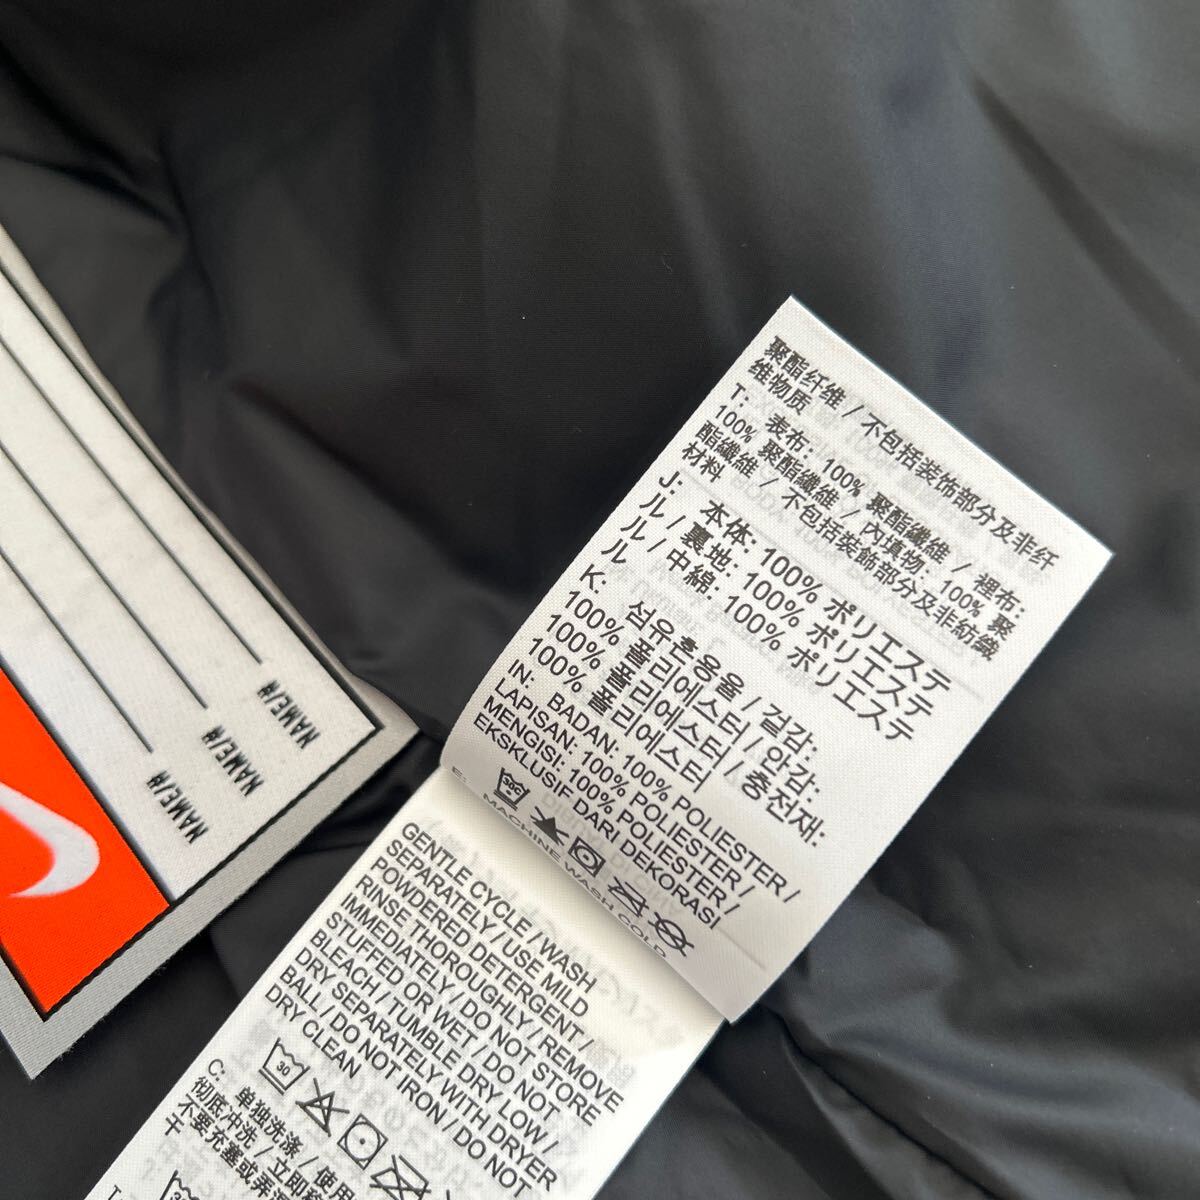 聚酯纤维 / 不包括装饰部分及非纤
维物质
T: 表布: 100% 聚酯纖維 / 裡布:
100% 聚酯纖維 / 內填物: 100% 聚
酯纖維 / 不包括裝飾部分及非紡織
材料
J: 本体: 100% ポリエステ
ル / 裏地: 100% ポリエステ
ル / 中綿: 100% ポリエステ
ル
K: 섬유혼용율 / 겉감:
100% 폴리에스터 / 안감:
100% 폴리에스터 / 충전재:
100% 폴리에스터
IN: BADAN: 100% POLIESTER /
LAPISAN: 100% POLIESTER /
MENGISI: 100% POLIESTER /
EKSKLUSIF DARI DEKORASI
30C
E: MACHINE WASH COLD
GENTLE CYCLE / WASH
SEPARATELY / USE MILD
POWDERED DETERGENT /
RINSE THOROUGHLY / REMOVE
IMMEDIATELY / DO NOT STORE
STUFFED OR WET / DO NOT
BLEACH / TUMBLE DRY LOW /
DRY SEPARATELY WITH DRYER
BALL / DO NOT IRON / DO NOT
DRY CLEAN
30
C: 单独洗涤 / 使用
彻底冲洗 / 立即移
不要充塞或弄湿
干
NAME/N
NAME/N
NAME/N